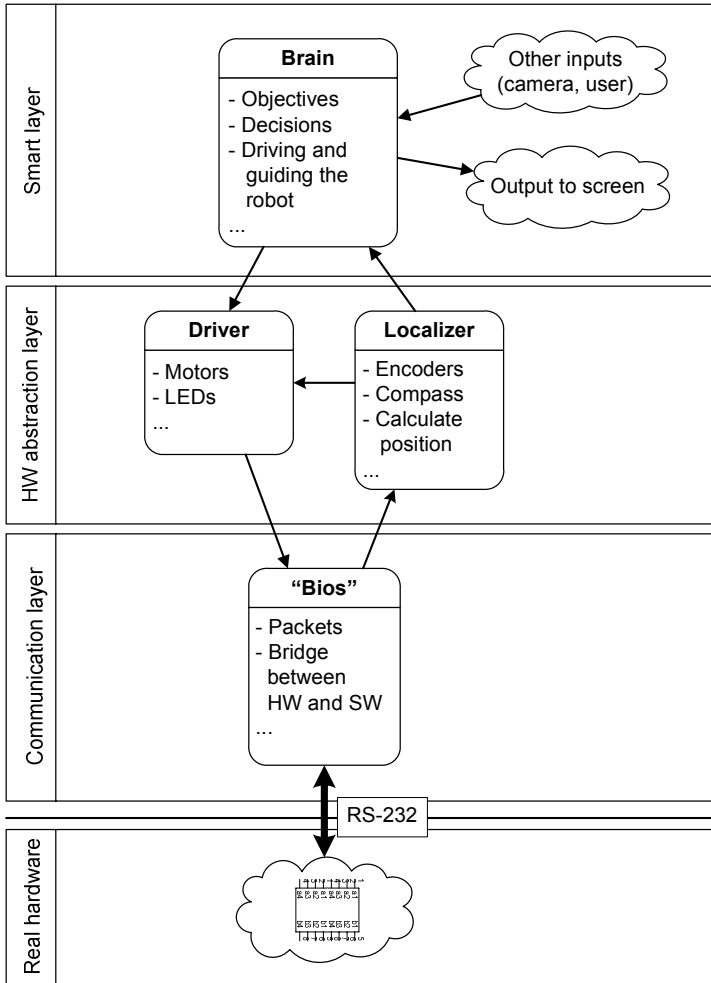 Smart layer
Brain
- Objectives
- Decisions
- Driving and
guiding the
robot
...
Other inputs
(camera, user)
Output to screen
HW abstraction layer
Driver
- Motors
- LEDs
...
Localizer
- Encoders
- Compass
- Calculate
position
...
Communication layer
“Bios”
- Packets
- Bridge
between
HW and SW
...
RS-232
Real hardware